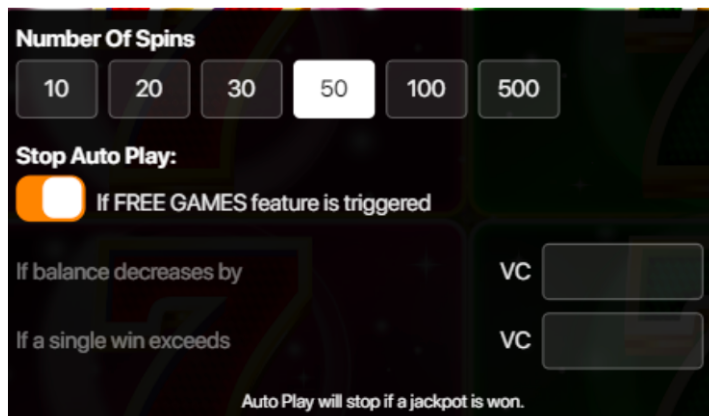 Number Of Spins
10 20 30 50 100 500
Stop Auto Play:
If FREE GAMES feature is triggered
If balance decreases by VC
If a single win exceeds VC
Auto Play will stop if a jackpot is won.